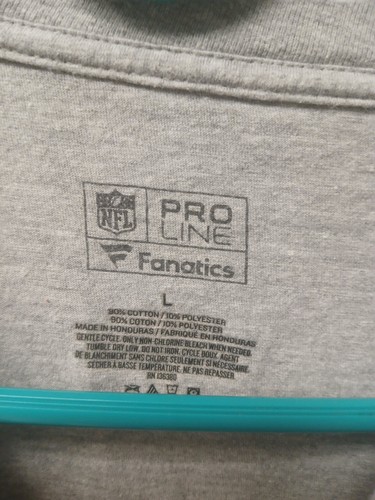 NFL
PRO
LINE
Fanatics
L
90% COTTON / 10% POLYESTER
90% COTON / 10% POLYESTER
MADE IN HONDURAS / FABRIQUÉ EN HONDURAS
GENTLE CYCLE. ONLY NON-CHLORINE BLEACH WHEN NEEDED.
TUMBLE DRY LOW. DO NOT IRON. CYCLE DOUX. AGENT
DE BLANCHIMENT SANS CHLORE SEULEMENT SI NÉCESSAIRE.
SÉCHER À BASSE TEMPÉRATURE. NE PAS REPASSER.
RN 136380